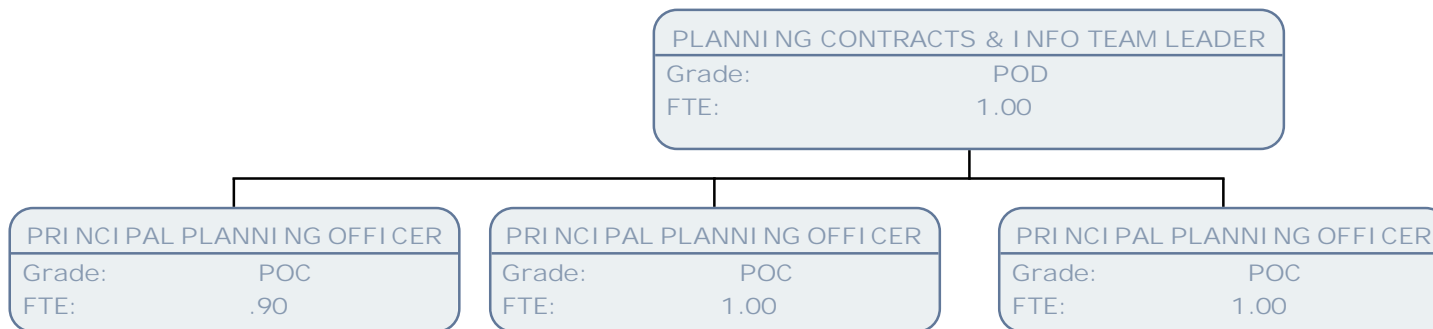 PLANNING CONTRACTS & INFO TEAM LEADER
Grade: POD
FTE: 1.00
PRINCIPAL PLANNING OFFICER
Grade: POC
FTE: .90
PRINCIPAL PLANNING OFFICER
Grade: POC
FTE: 1.00
PRINCIPAL PLANNING OFFICER
Grade: POC
FTE: 1.00